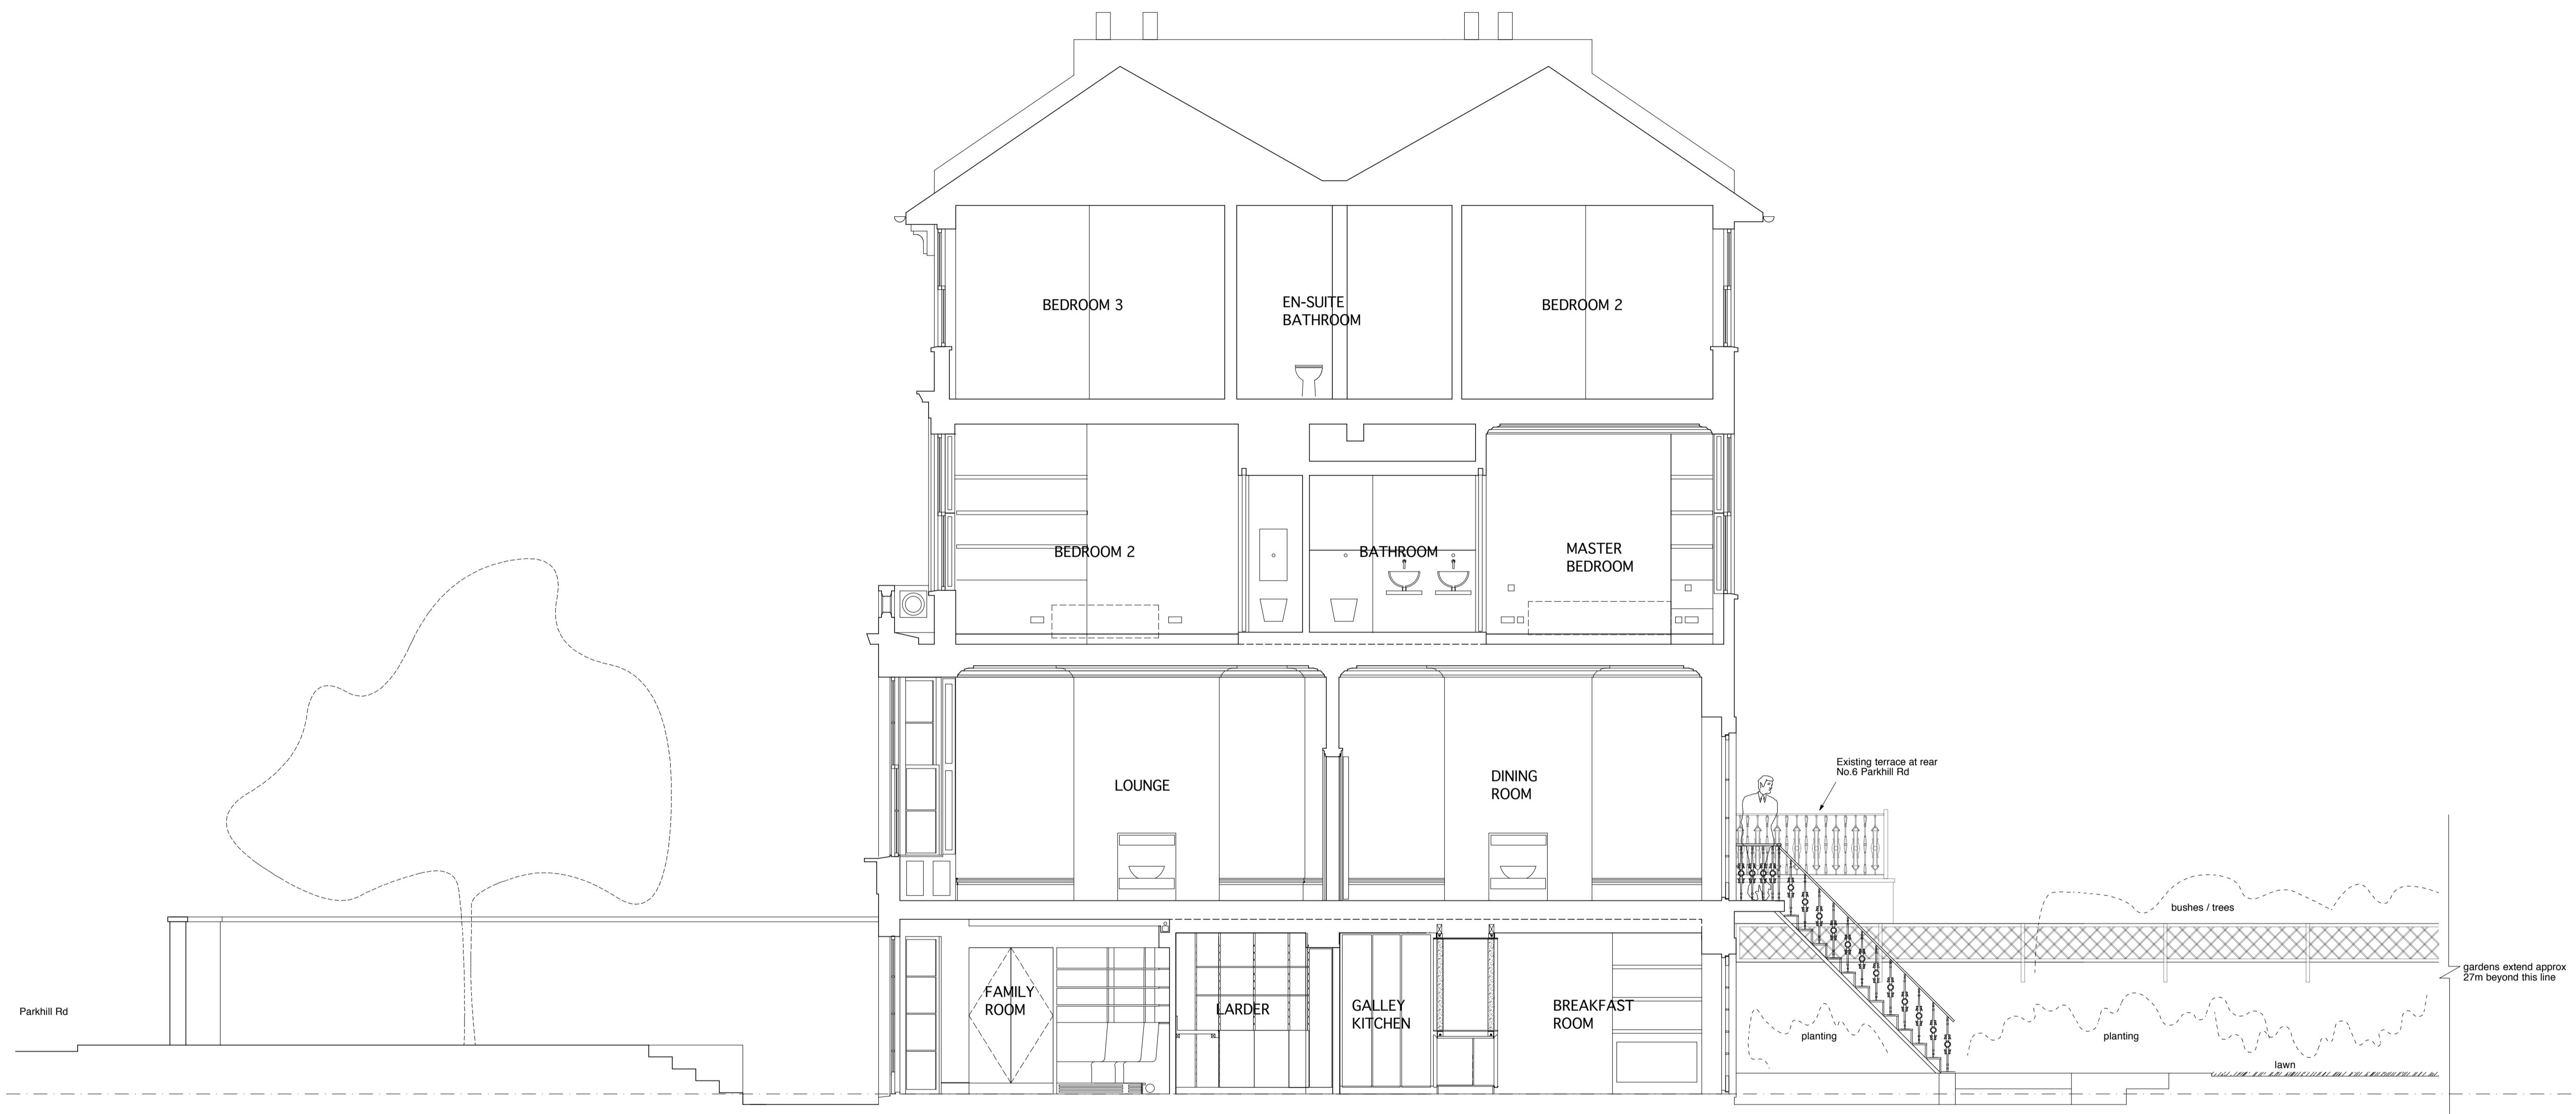 BEDROOM 3
EN-SUITE
BATHROOM
BEDROOM 2
BEDROOM 2
BATHROOM
MASTER
BEDROOM
LOUNGE
DINING
ROOM
Existing terrace at rear
No.6 Parkhill Rd
bushes / trees
gardens extend approx
27m beyond this line
Parkhill Rd
FAMILY
ROOM
LARDER
GALLEY
KITCHEN
BREAKFAST
ROOM
planting
planting
lawn